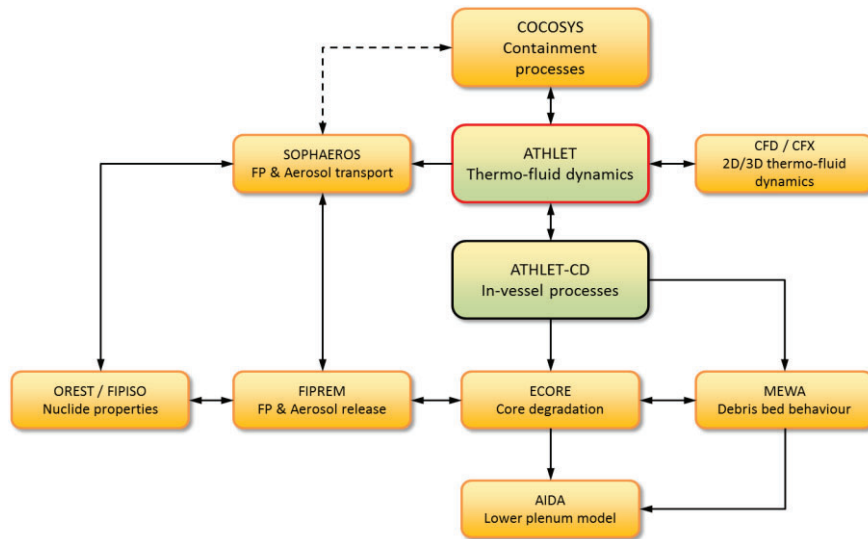 COCOSYS
Containment
processes
SOPHAEROS
FP & Aerosol transport
ATHLET
Thermo-fluid dynamics
CFD / CFX
2D/3D thermo-fluid
dynamics
ATHLET-CD
In-vessel processes
OREST / FIPISO
Nuclide properties
FIPREM
FP & Aerosol release
ECORE
Core degradation
MEWA
Debris bed behaviour
AIDA
Lower plenum model